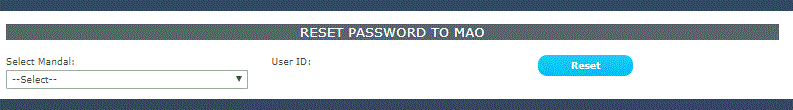 RESET PASSWORD TO MAO
Select Mandal: User ID: Reset
--Select--